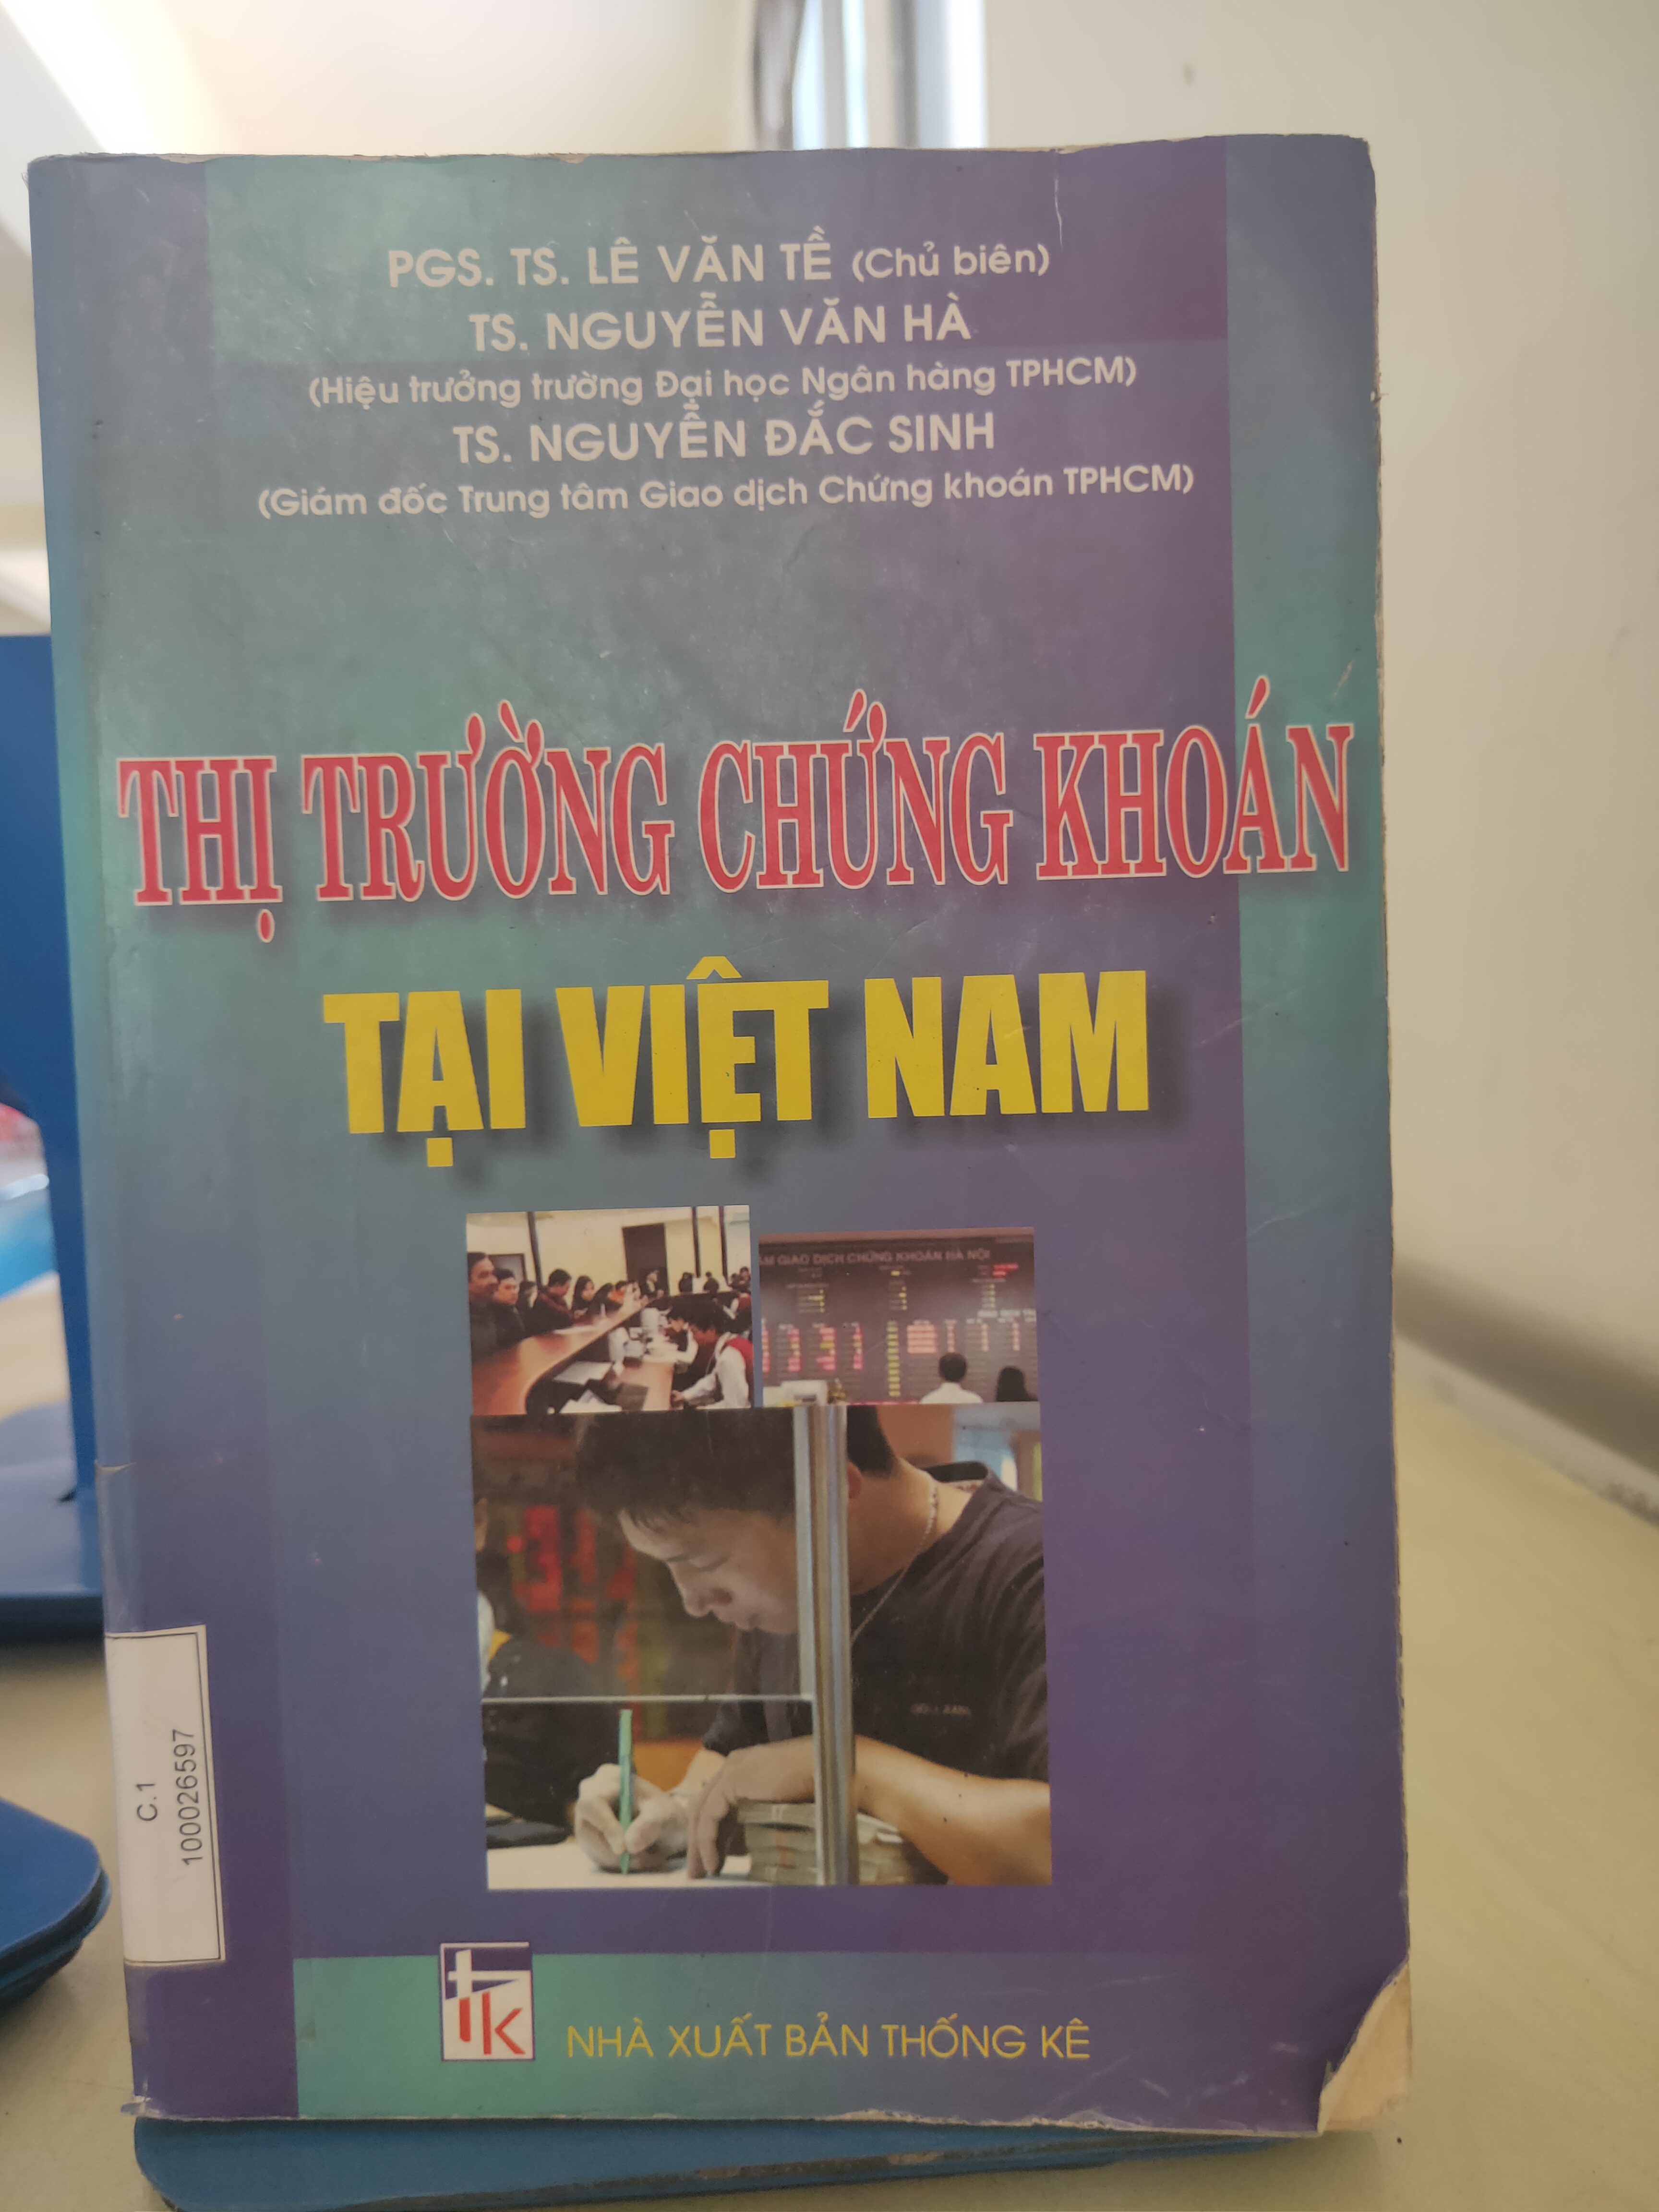 PGS. TS. LÊ VĂN TỀ (Chủ biên)
TS. NGUYỄN VĂN HÀ
(Hiệu trưởng trường Đại học Ngân hàng TPHCM)
TS. NGUYỄN ĐẮC SINH
(Giám đốc Trung tâm Giao dịch Chứng khoán TPHCM)
THỊ TRƯỜNG CHỨNG KHOÁN
TẠI VIỆT NAM
GIAO DỊCH CHỨNG KHOÁN HÀ NỘI
C.1
100026597
NHÀ XUẤT BẢN THỐNG KÊ